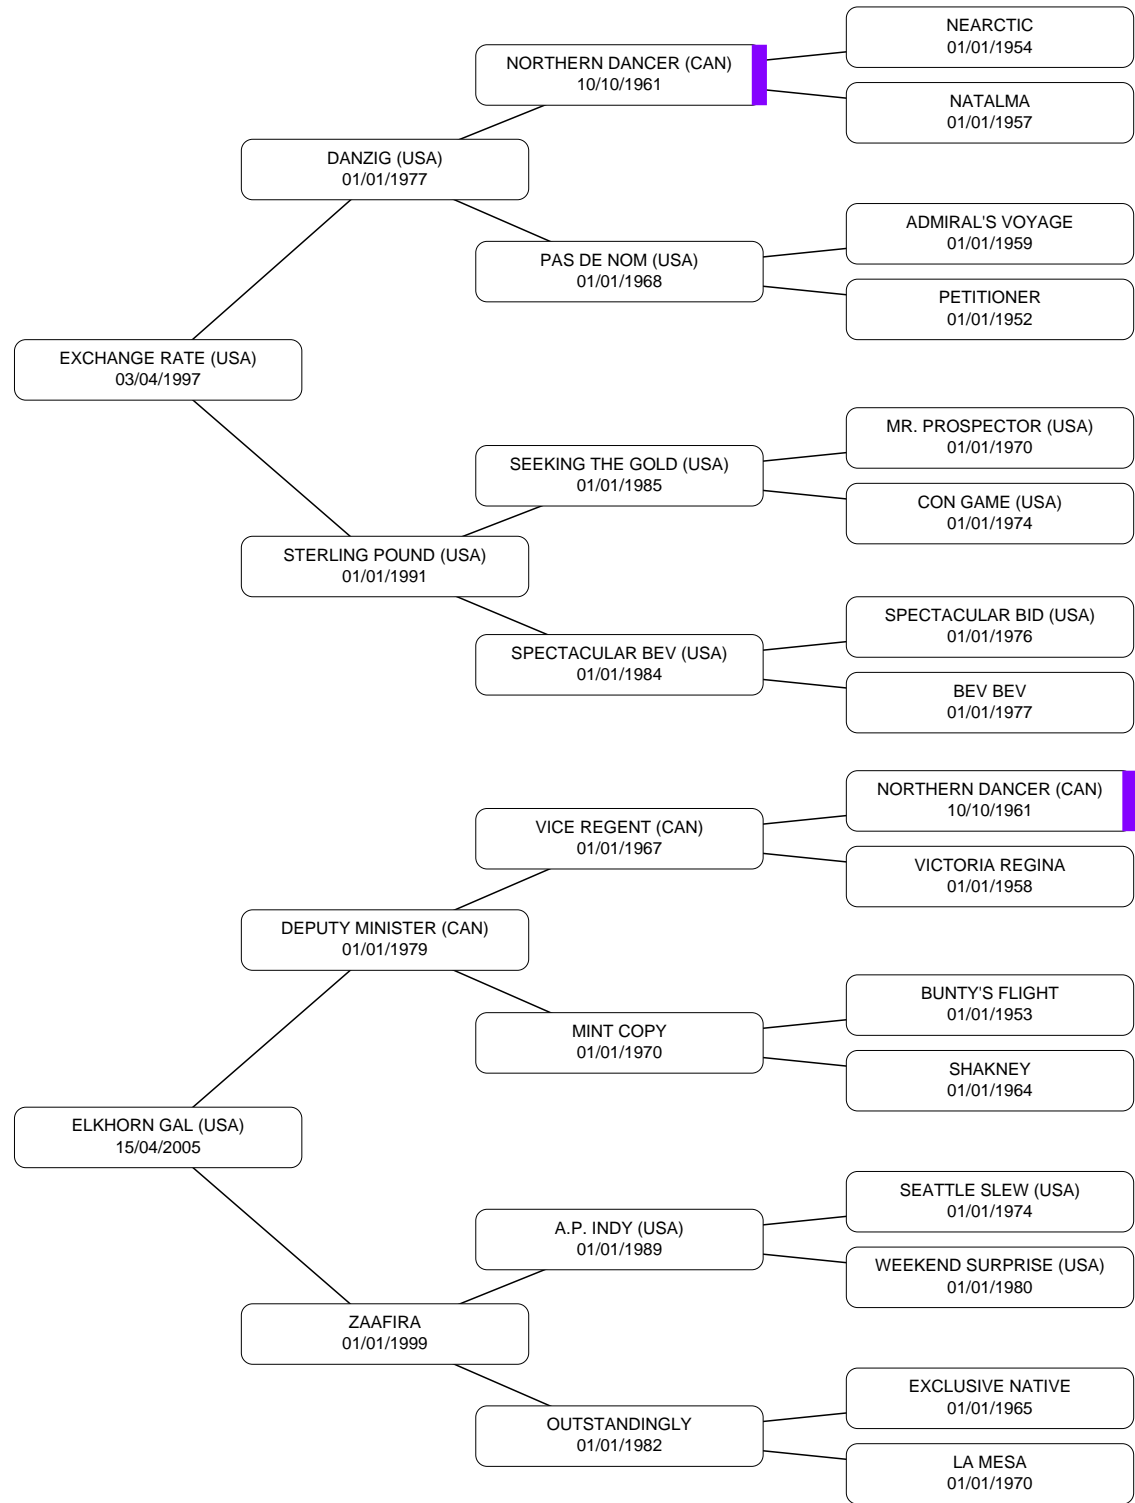 NEARCTIC
01/01/1954
NORTHERN DANCER (CAN)
10/10/1961
NATALMA
01/01/1957
DANZIG (USA)
01/01/1977
ADMIRAL'S VOYAGE
01/01/1959
PAS DE NOM (USA)
01/01/1968
PETITIONER
01/01/1952
EXCHANGE RATE (USA)
03/04/1997
MR. PROSPECTOR (USA)
01/01/1970
SEEKING THE GOLD (USA)
01/01/1985
CON GAME (USA)
01/01/1974
STERLING POUND (USA)
01/01/1991
SPECTACULAR BID (USA)
01/01/1976
SPECTACULAR BEV (USA)
01/01/1984
BEV BEV
01/01/1977
NORTHERN DANCER (CAN)
10/10/1961
VICE REGENT (CAN)
01/01/1967
VICTORIA REGINA
01/01/1958
DEPUTY MINISTER (CAN)
01/01/1979
BUNTY'S FLIGHT
01/01/1953
MINT COPY
01/01/1970
SHAKNEY
01/01/1964
ELKHORN GAL (USA)
15/04/2005
SEATTLE SLEW (USA)
01/01/1974
A.P. INDY (USA)
01/01/1989
WEEKEND SURPRISE (USA)
01/01/1980
ZAAFIRA
01/01/1999
EXCLUSIVE NATIVE
01/01/1965
OUTSTANDINGLY
01/01/1982
LA MESA
01/01/1970